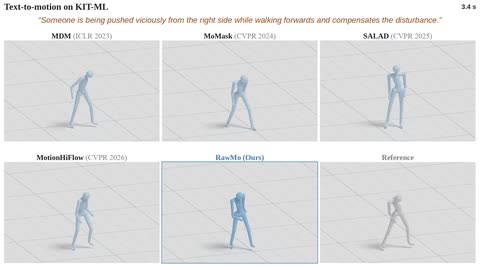 Text-to-motion on KIT-ML
3.4 s
"Someone is being pushed viciously from the right side while walking forwards and compensates the disturbance."
MDM (ICLR 2023)
MoMask (CVPR 2024)
SALAD (CVPR 2025)
MotionHiFlow (CVPR 2026)
RawMo (Ours)
Reference